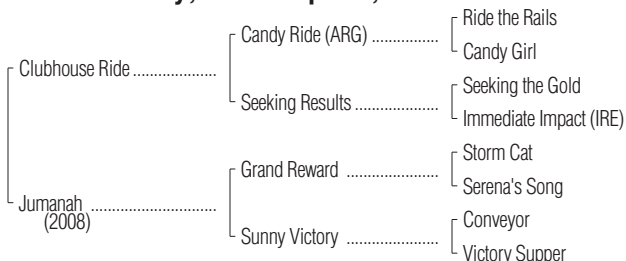 Ride the Rails
Candy Ride (ARG) ..................
Candy Girl
Clubhouse Ride .....................
Seeking the Gold
Seeking Results .....................
Immediate Impact (IRE)
Storm Cat
Grand Reward .......................
Serena's Song
Jumanah ...............................
(2008)
Conveyor
Sunny Victory .......................
Victory Supper